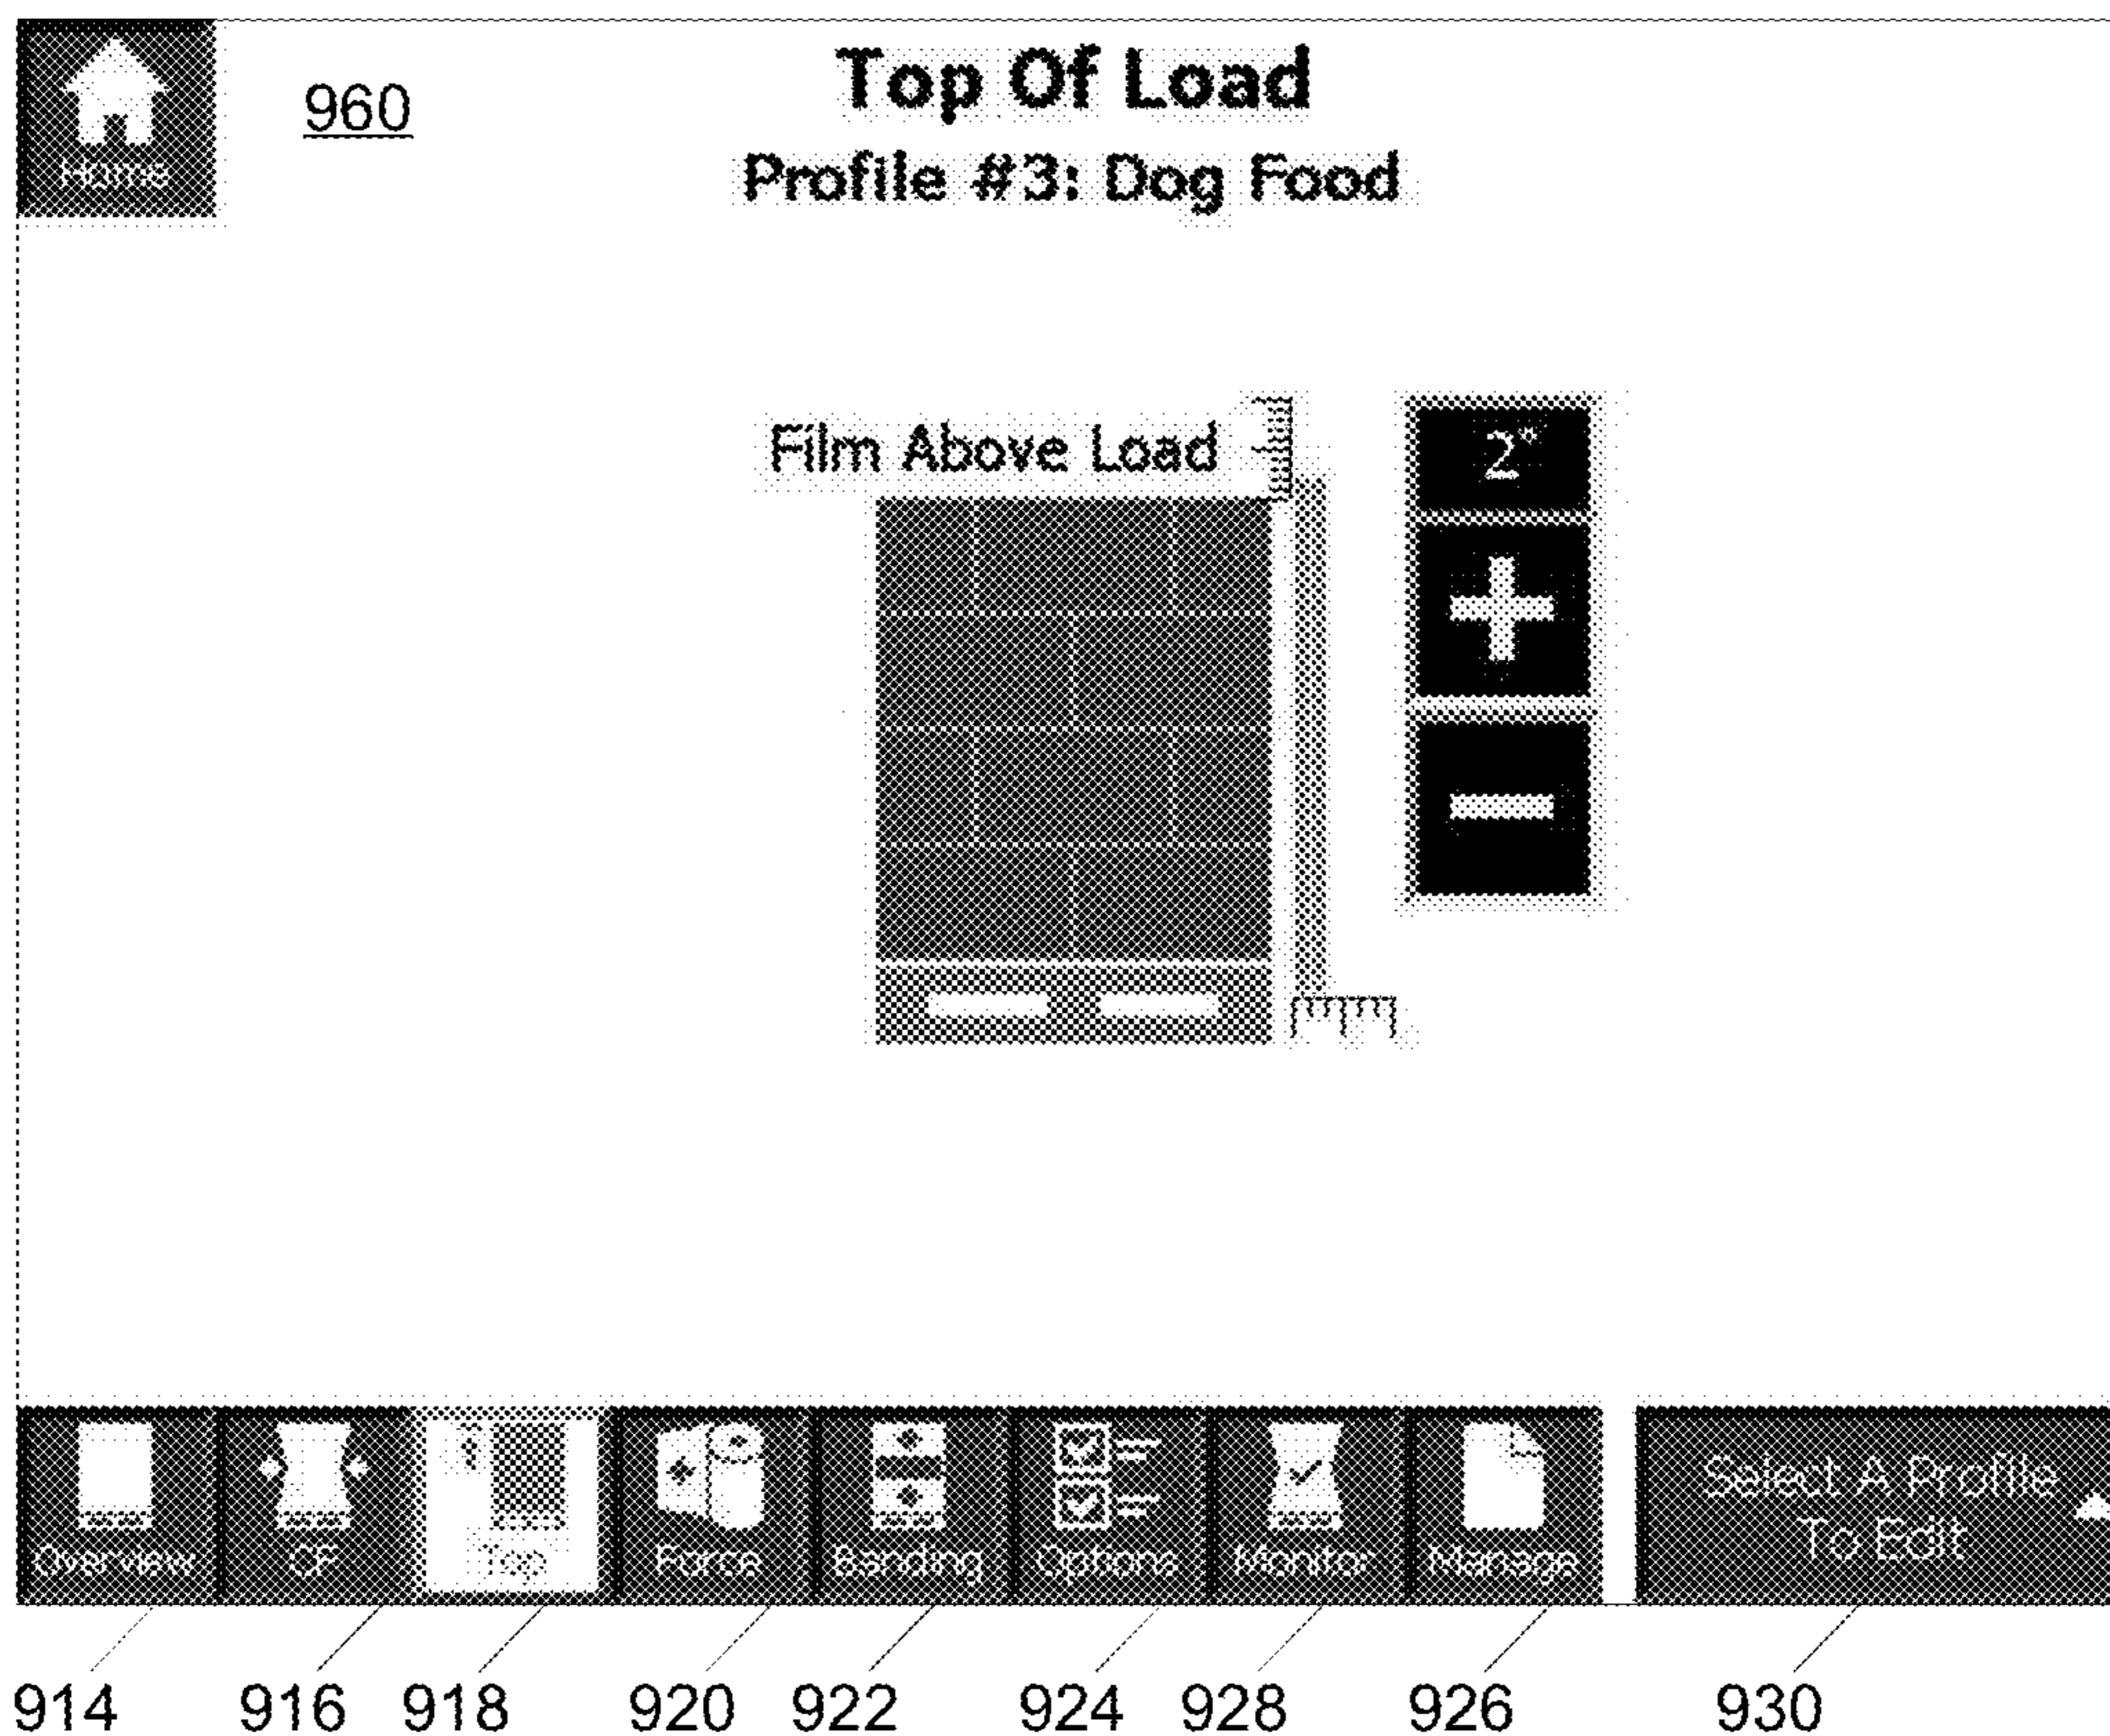 Home
960
Top Of Load
Profile #3: Dog Food
Film Above Load
2"
Overview
CF
Top
Force
Banding
Options
Monitor
Manage
Select A Profile
To Edit
914 916 918 920 922 924 928 926 930